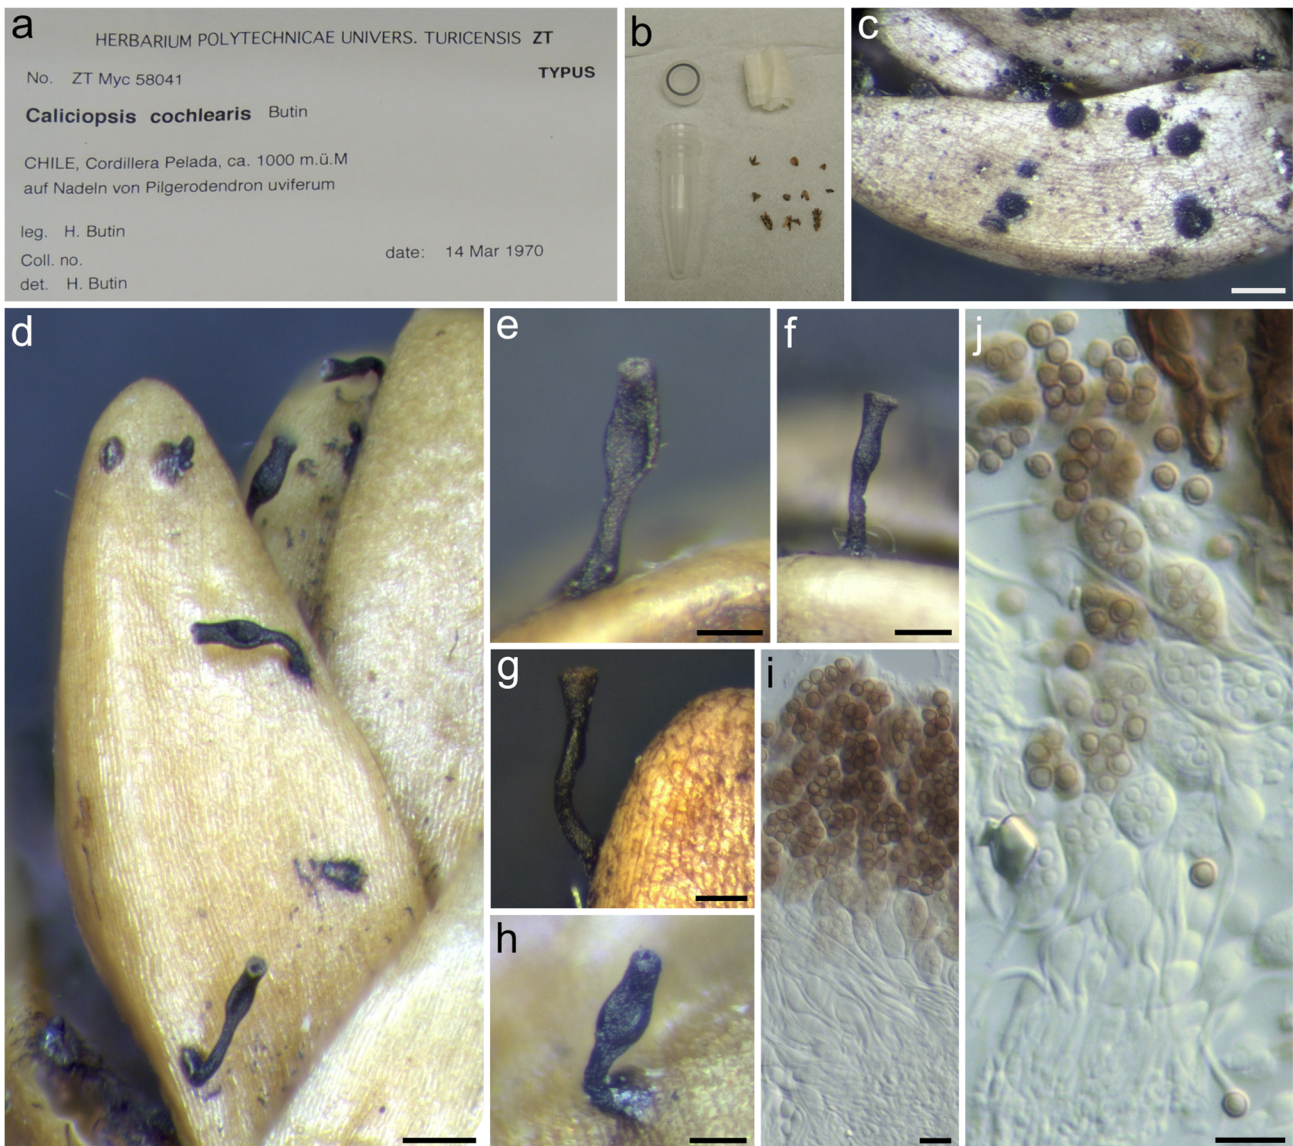 a
HERBARIUM POLYTECHNICAE UNIVERS. TURICENSIS ZT
No. ZT Myc 58041
TYPUS
Caliciopsis cochlearis Butin
CHILE, Cordillera Pelada, ca. 1000 m.ü.M
auf Nadeln von Pilgerodendron uviferum
leg. H. Butin
Coll. no.
date: 14 Mar 1970
det. H. Butin
b
c
d
e
f
g
h
i
j